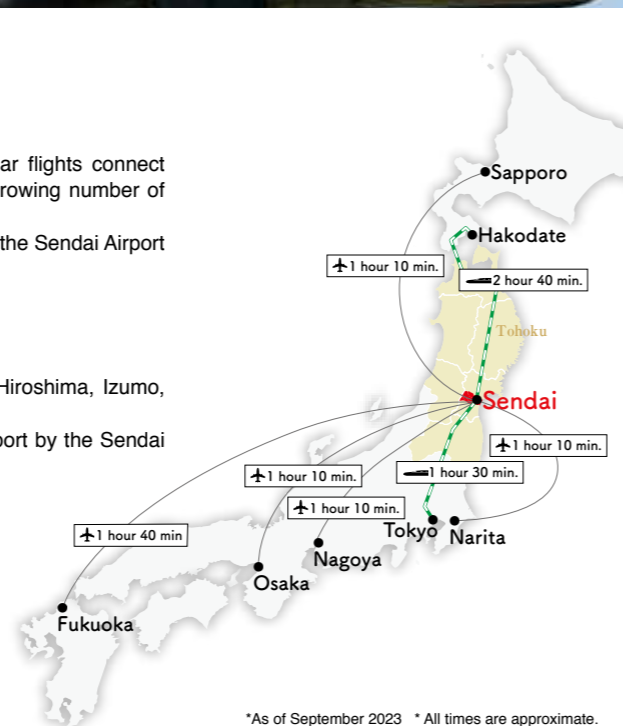 ar flights connect
rowing number of
the Sendai Airport
Hiroshima, Izumo,
port by the Sendai
Sapporo
Hakodate
1 hour 10 min.
2 hour 40 min.
Tohoku
Sendai
1 hour 10 min.
1 hour 10 min.
1 hour 30 min.
1 hour 10 min.
1 hour 40 min
Tokyo
Narita
Nagoya
Osaka
Fukuoka
*As of September 2023 * All times are approximate.